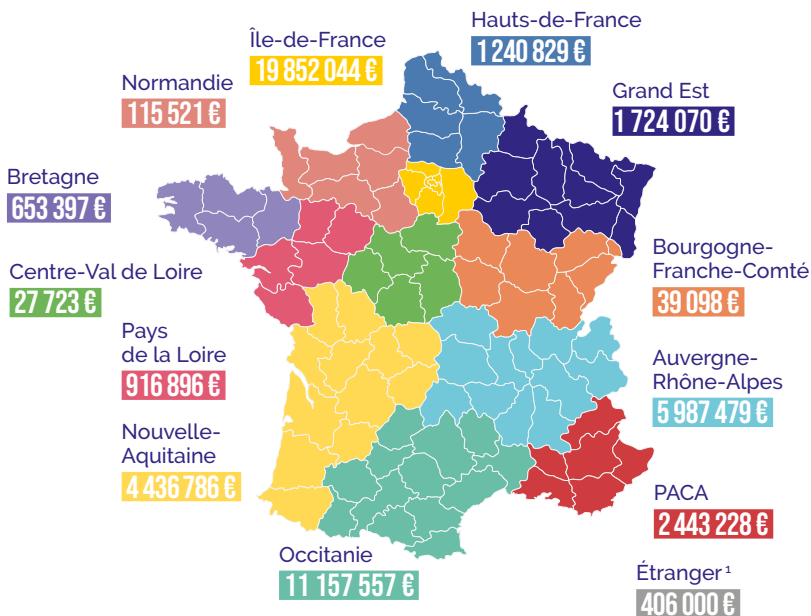 Île-de-France
19 852 044 €
Hauts-de-France
1 240 829 €
Normandie
115 521 €
Grand Est
1 724 070 €
Bretagne
653 397 €
Centre-Val de Loire
27 723 €
Bourgogne-
Franche-Comté
39 098 €
Pays
de la Loire
916 896 €
Auvergne-
Rhône-Alpes
5 987 479 €
Nouvelle-
Aquitaine
4 436 786 €
PACA
2 443 228 €
Occitanie
11 157 557 €
Étranger ¹
406 000 €